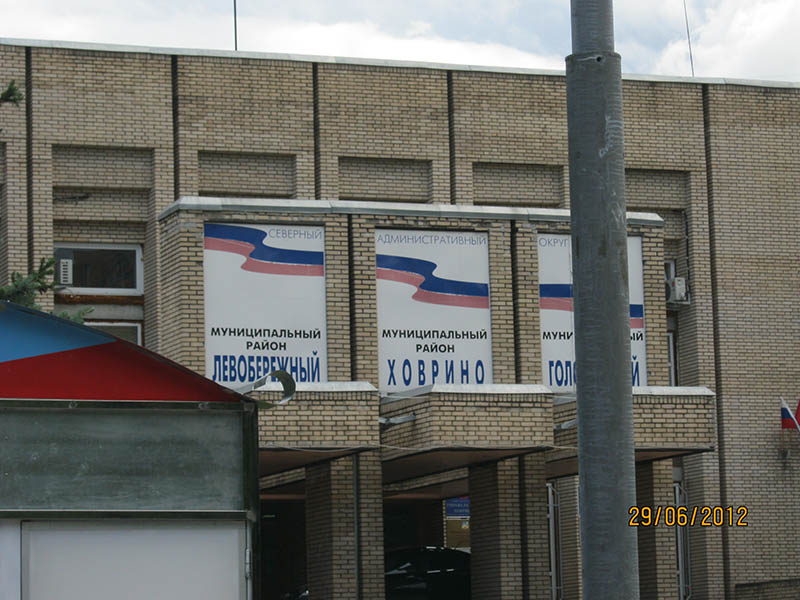 СЕВЕРНЫЙ
АДМИНИСТРАТИВНЫЙ
ОКРУГ
МУНИЦИПАЛЬНЫЙ
РАЙОН
ЛЕВОБЕРЕЖНЫЙ
МУНИЦИПАЛЬНЫЙ
РАЙОН
ХОВРИНО
29/06/2012